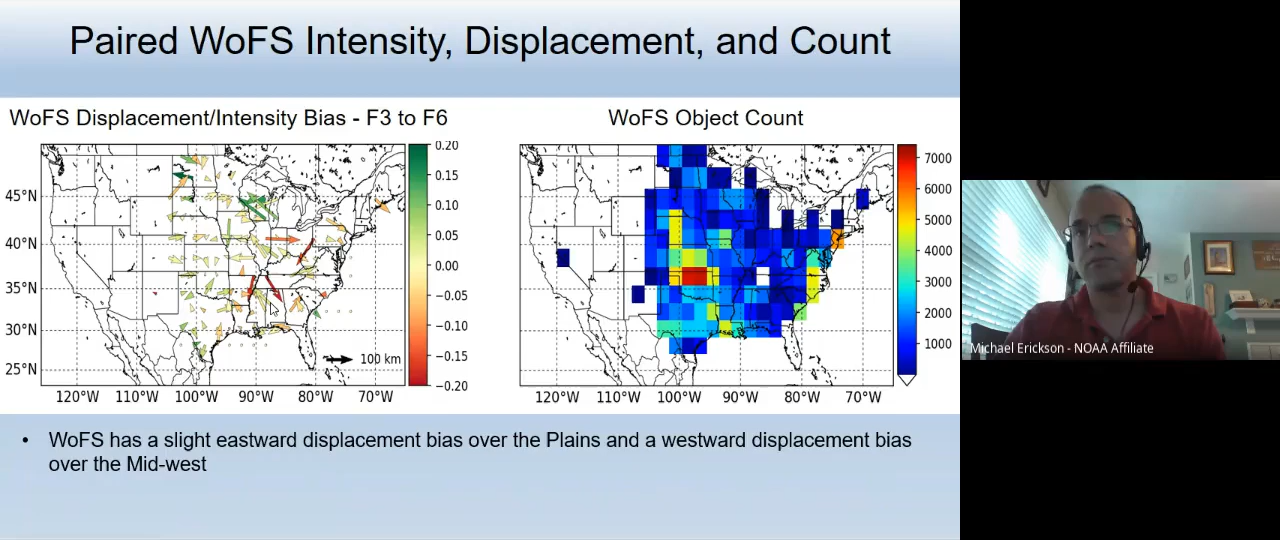 Paired WoFS Intensity, Displacement, and Count
WoFS Displacement/Intensity Bias - F3 to F6
WoFS Object Count
45°N
40°N
35°N
30°N
25°N
120°W 110°W 100°W 90°W 80°W 70°W
100 km
0.20
0.15
0.10
0.05
0.00
−0.05
−0.10
−0.15
−0.20
120°W 110°W 100°W 90°W 80°W 70°W
7000
6000
5000
4000
3000
2000
1000
• WoFS has a slight eastward displacement bias over the Plains and a westward displacement bias
over the Mid-west
Michael Erickson - NOAA Affiliate